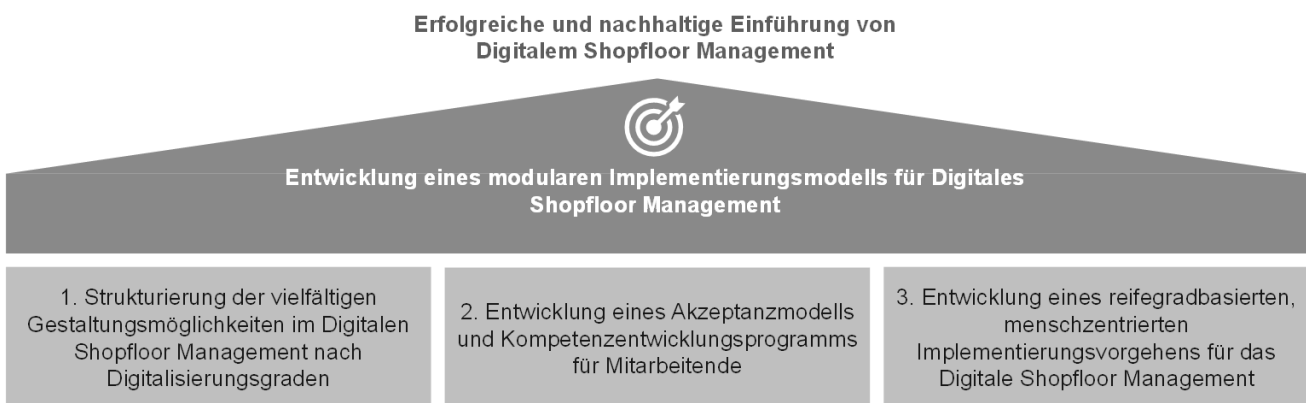 Erfolgreiche und nachhaltige Einführung von
Digitalem Shopfloor Management
Entwicklung eines modularen Implementierungsmodells für Digitales
Shopfloor Management
1. Strukturierung der vielfältigen
Gestaltungsmöglichkeiten im Digitalen
Shopfloor Management nach
Digitalisierungsgraden
2. Entwicklung eines Akzeptanzmodells
und Kompetenzentwicklungsprogramms
für Mitarbeitende
3. Entwicklung eines reifegradbasierten,
menschzentrierten
Implementierungsvorgehens für das
Digitale Shopfloor Management